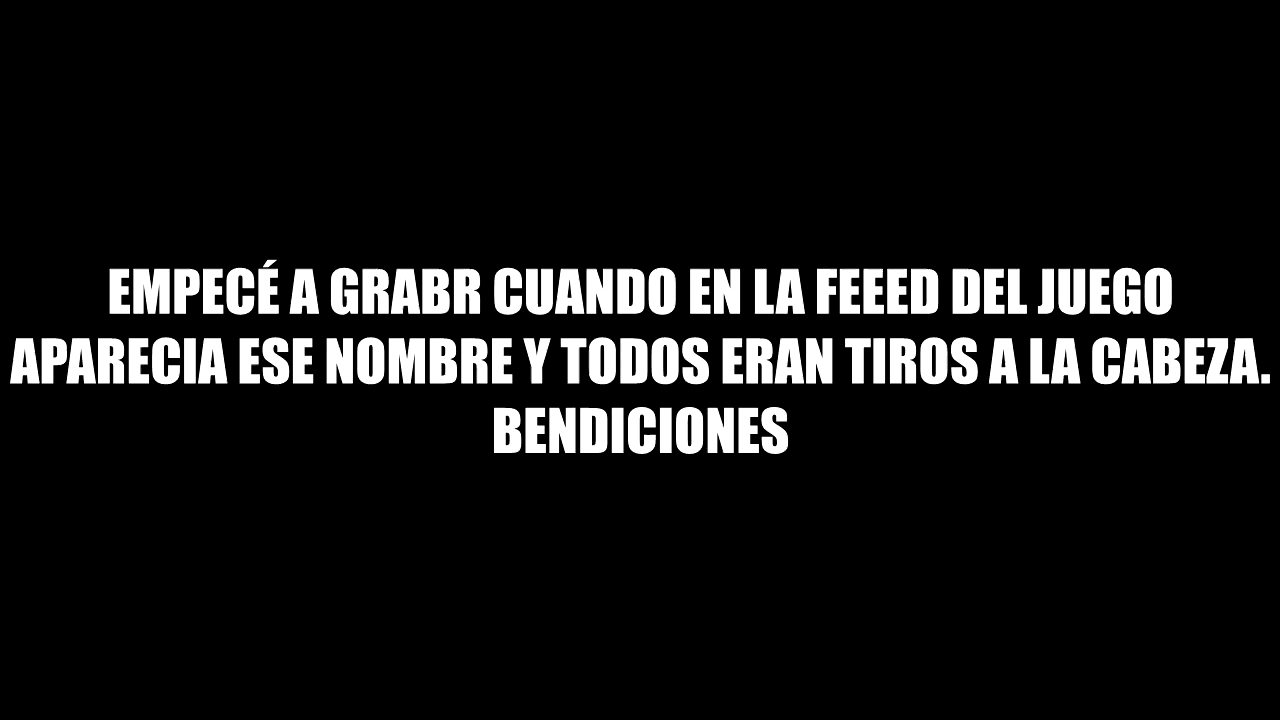 EMPECÉ A GRABR CUANDO EN LA FEEED DEL JUEGO
APARECIA ESE NOMBRE Y TODOS ERAN TIROS A LA CABEZA.
BENDICIONES